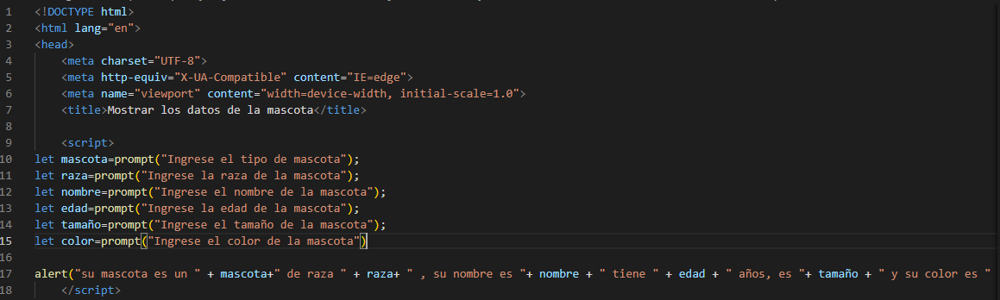 1 <!DOCTYPE html>
2 <html lang="en">
3 <head>
4 <meta charset="UTF-8">
5 <meta http-equiv="X-UA-Compatible" content="IE=edge">
6 <meta name="viewport" content="width=device-width, initial-scale=1.0">
7 <title>Mostrar los datos de la mascota</title>
8
9 <script>
10 let mascota=prompt("Ingrese el tipo de mascota");
11 let raza=prompt("Ingrese la raza de la mascota");
12 let nombre=prompt("Ingrese el nombre de la mascota");
13 let edad=prompt("Ingrese la edad de la mascota");
14 let tamaño=prompt("Ingrese el tamaño de la mascota");
15 let color=prompt("Ingrese el color de la mascota")
16
17 alert("su mascota es un " + mascota+" de raza " + raza+ " , su nombre es "+ nombre + " tiene " + edad + " años, es "+ tamaño + " y su color es "
18 </script>